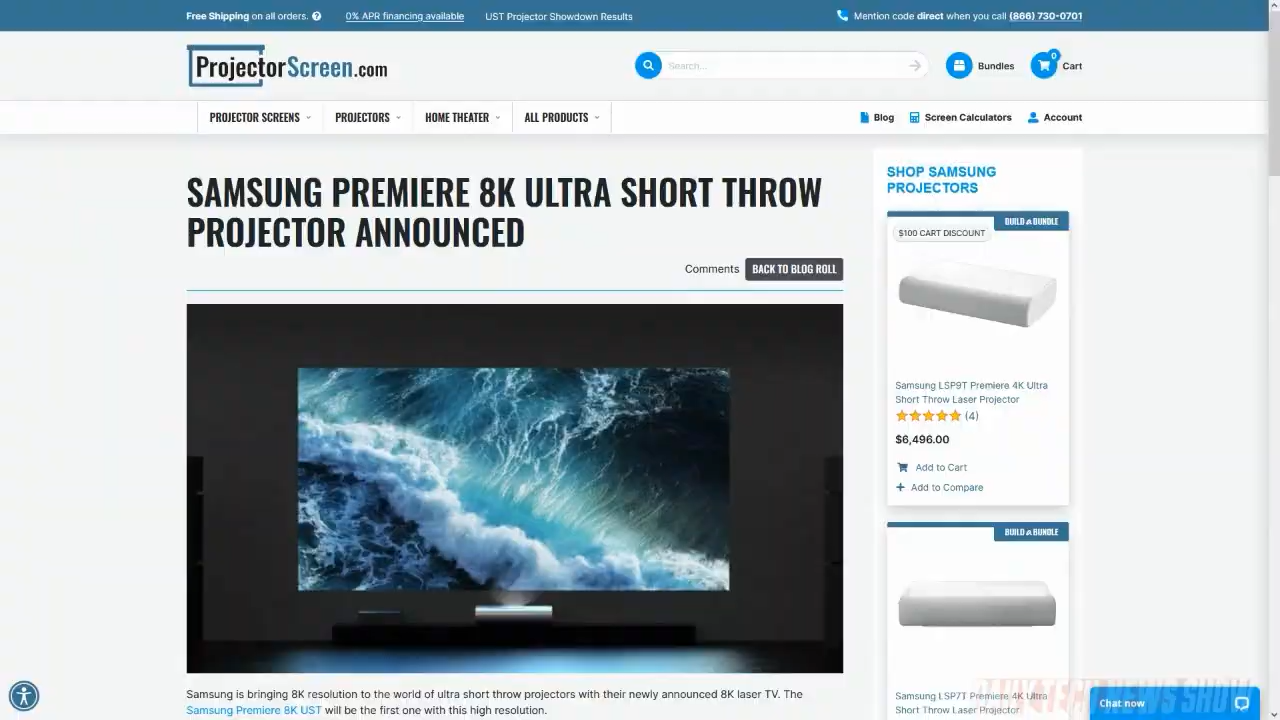 Free Shipping on all orders.
0% APR financing available
UST Projector Showdown Results
Mention code direct when you call (866) 730-0701
ProjectorScreen.com
Search...
Bundles
0
Cart
PROJECTOR SCREENS
PROJECTORS
HOME THEATER
ALL PRODUCTS
Blog
Screen Calculators
Account
SAMSUNG PREMIERE 8K ULTRA SHORT THROW
PROJECTOR ANNOUNCED
Comments
BACK TO BLOG ROLL
Samsung is bringing 8K resolution to the world of ultra short throw projectors with their newly announced 8K laser TV. The
Samsung Premiere 8K UST will be the first one with this high resolution.
SHOP SAMSUNG
PROJECTORS
BUILD A BUNDLE
$100 CART DISCOUNT
Samsung LSP9T Premiere 4K Ultra
Short Throw Laser Projector
(4)
$6,496.00
Add to Cart
Add to Compare
BUILD A BUNDLE
Samsung LSP7T Premiere 4K Ultra
Short Throw Laser Projector
Chat now